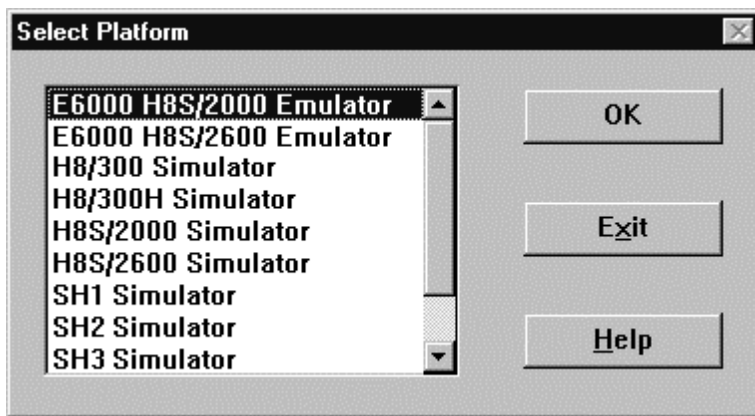 Select Platform
E6000 H8S/2000 Emulator
E6000 H8S/2600 Emulator
H8/300 Simulator
H8/300H Simulator
H8S/2000 Simulator
H8S/2600 Simulator
SH1 Simulator
SH2 Simulator
SH3 Simulator
OK
Exit
Help